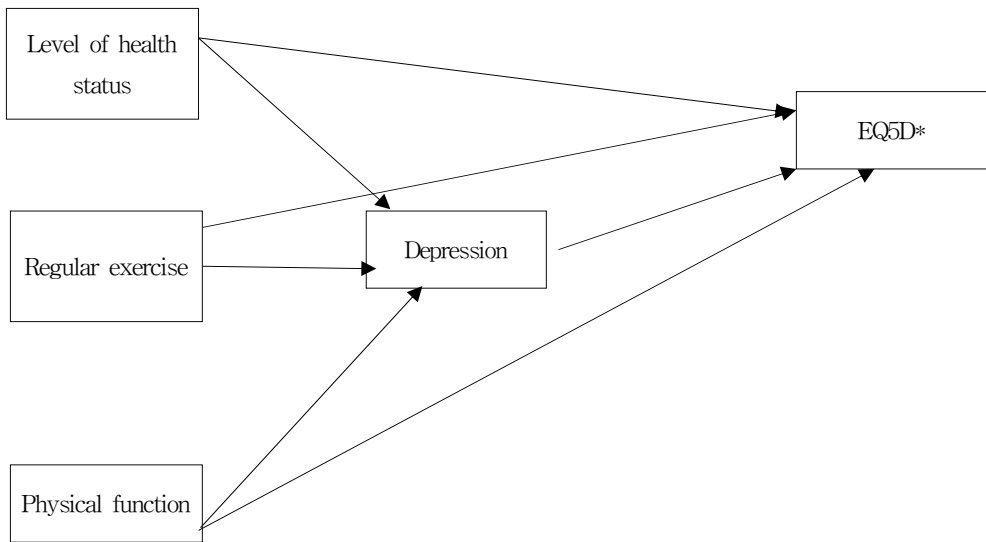 Level of health
status
EQ5D*
Regular exercise
Depression
Physical function